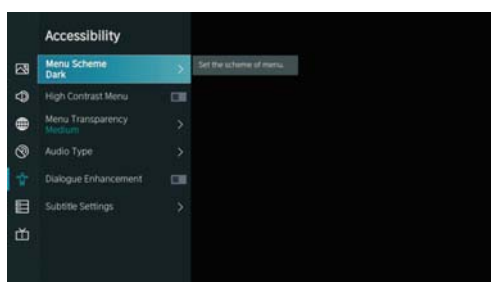 Accessibility
Menu Scheme
Dark
Set the scheme of menu.
High Contrast Menu
Menu Transparency
Medium
Audio Type
Dialogue Enhancement
Subtitle Settings